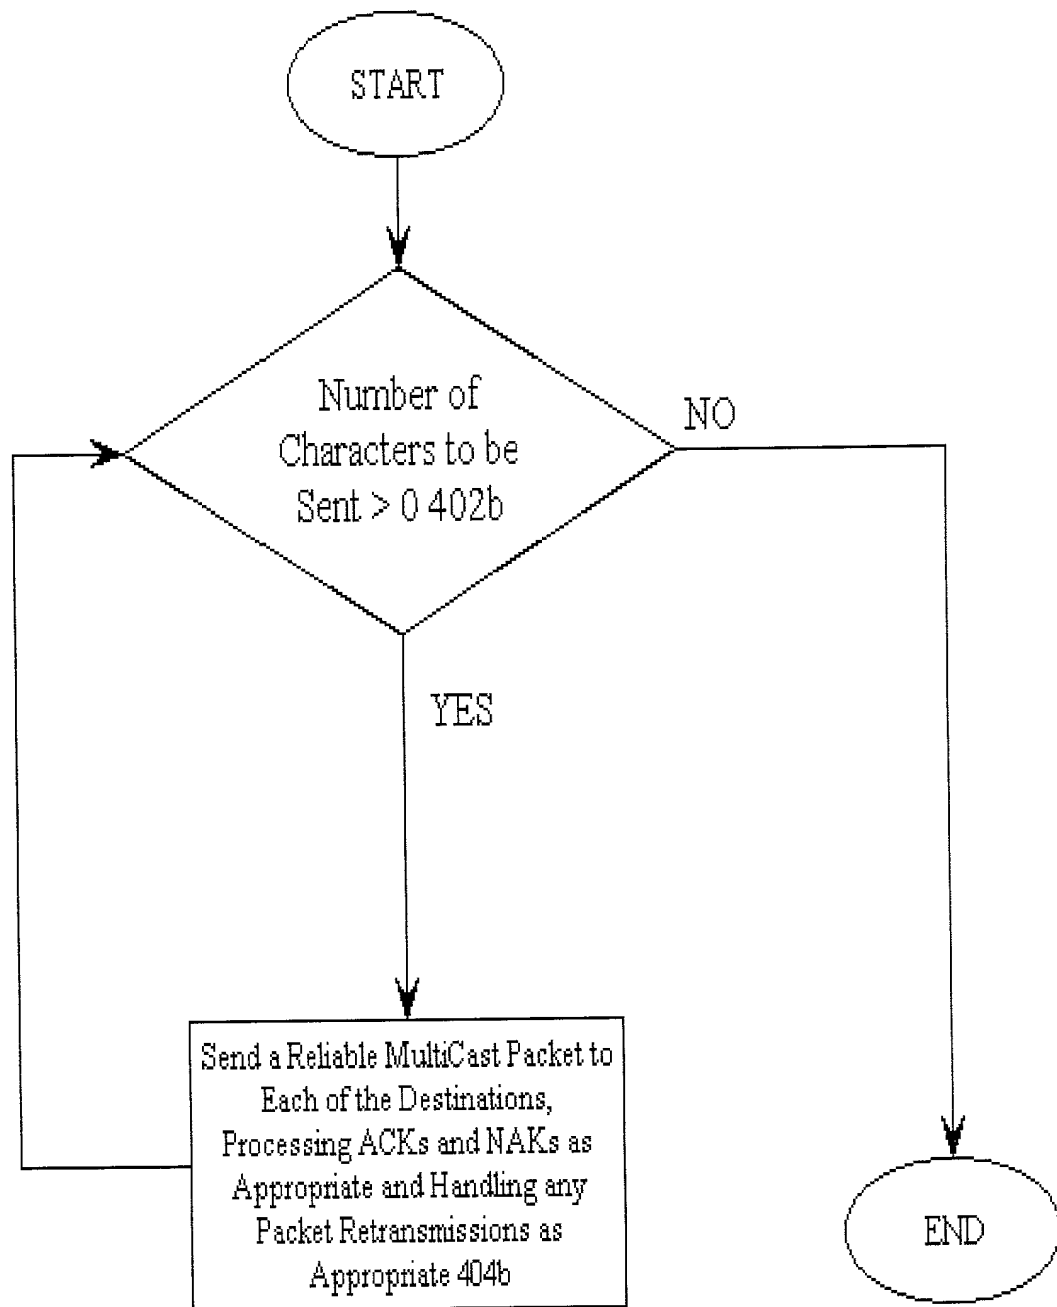 START
Number of
Characters to be
Sent > 0 402b
NO
YES
Send a Reliable MultiCast Packet to
Each of the Destinations,
Processing ACKs and NAKs as
Appropriate and Handling any
Packet Retransmissions as
Appropriate 404b
END